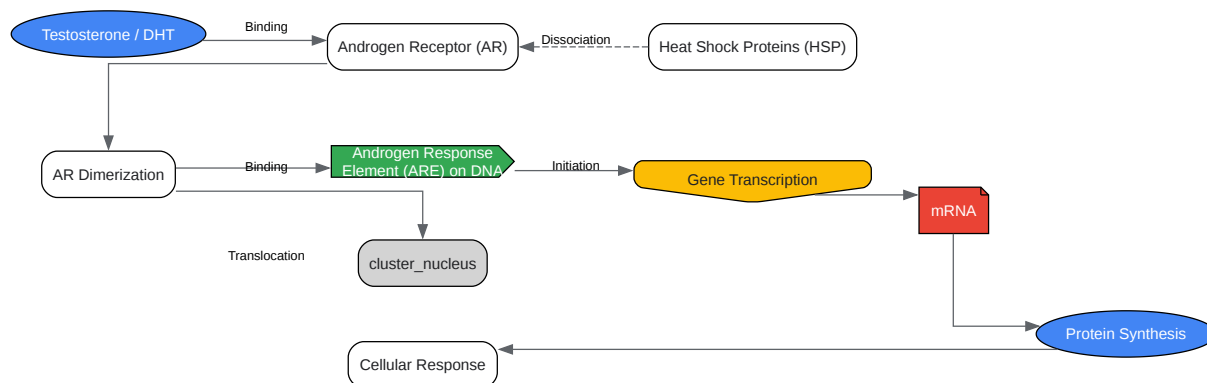 Testosterone / DHT
Binding
Androgen Receptor (AR)
Dissociation
Heat Shock Proteins (HSP)
AR Dimerization
Binding
Androgen Response
Element (ARE) on DNA
Initiation
Gene Transcription
mRNA
Translocation
cluster_nucleus
Protein Synthesis
Cellular Response